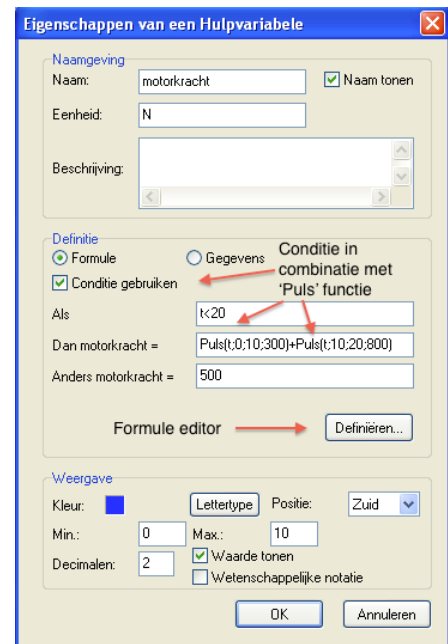 Eigenschappen van een Hulpvariabele
Naamgeving
Naam: motorkracht Naam tonen
Eenheid: N
Beschrijving:
Definitie
Formule Gegevens
Conditie gebruiken
Conditie in
combinatie met
'Puls' functie
Als t<20
Dan motorkracht = Puls(t;0;10;300)+Puls(t;10;20;800)
Anders motorkracht = 500
Formule editor Definiëren...
Weergave
Kleur: Lettertype Positie: Zuid
Min.: 0 Max.: 10
Decimalen: 2 Waarde tonen
Wetenschappelijke notatie
OK Annuleren